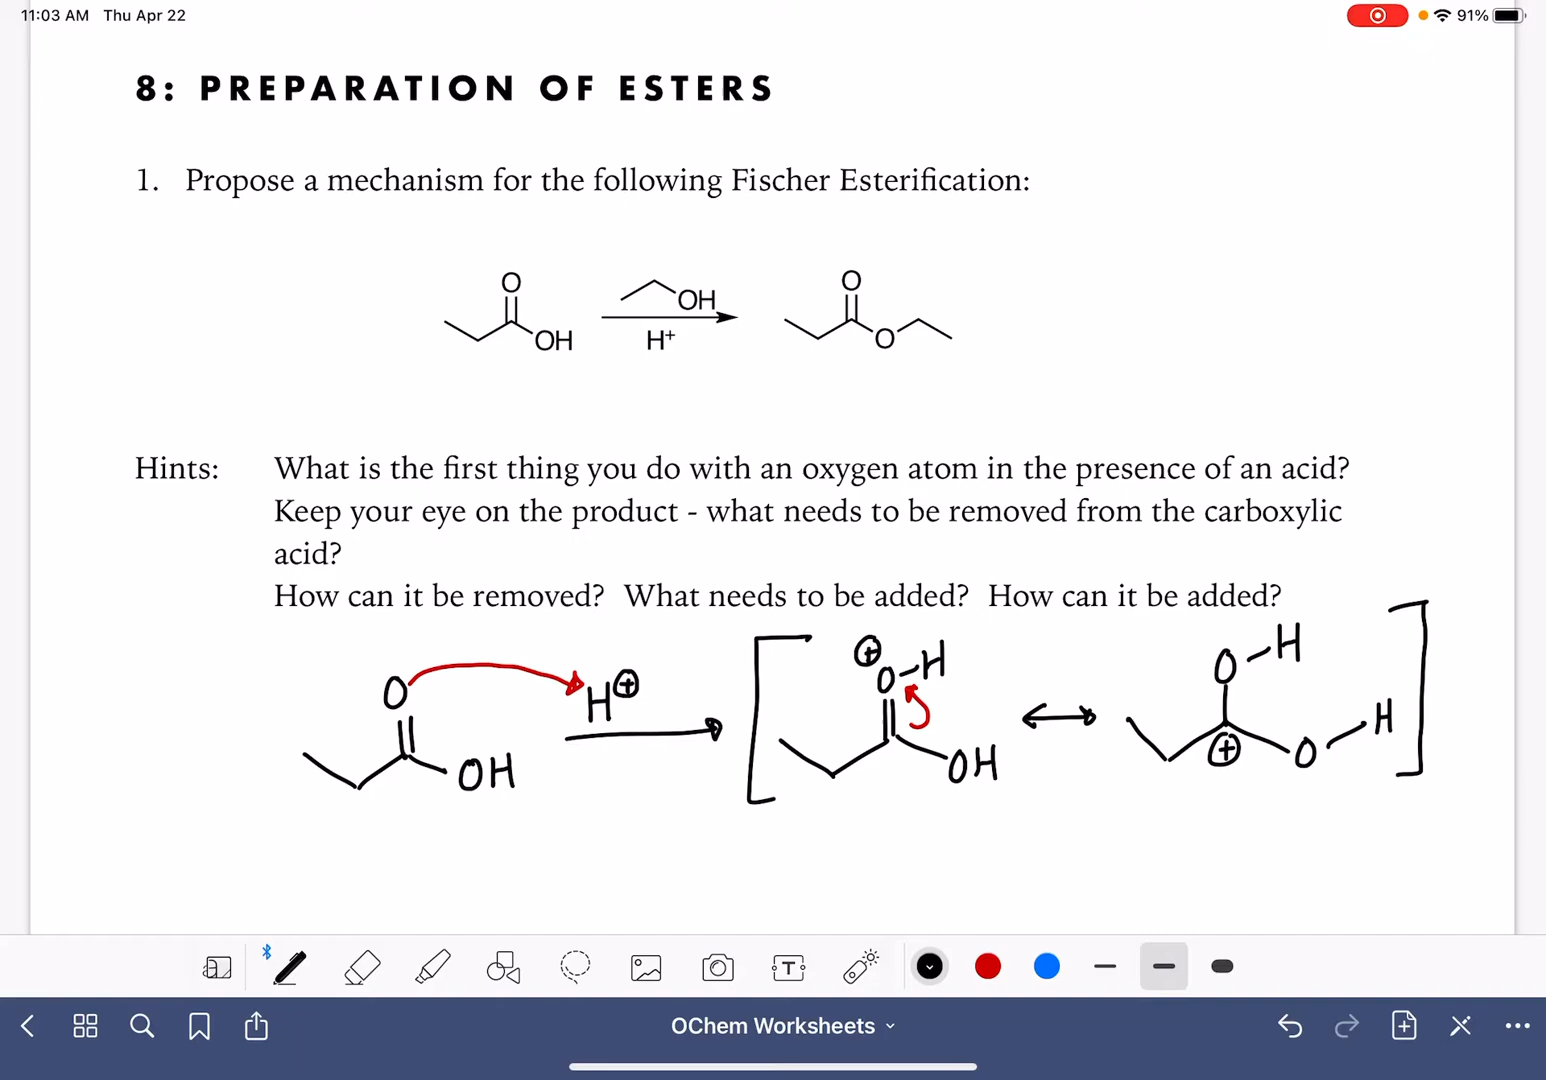 11:03 AM Thu Apr 22
91%
8: PREPARATION OF ESTERS
1. Propose a mechanism for the following Fischer Esterification:
O
OH
OH
H⁺
O
O
Hints: What is the first thing you do with an oxygen atom in the presence of an acid?
Keep your eye on the product - what needs to be removed from the carboxylic
acid?
How can it be removed? What needs to be added? How can it be added?
O
OH
H⊕
⊕
O-H
OH
O-H
⊕
O
H
T
OChem Worksheets